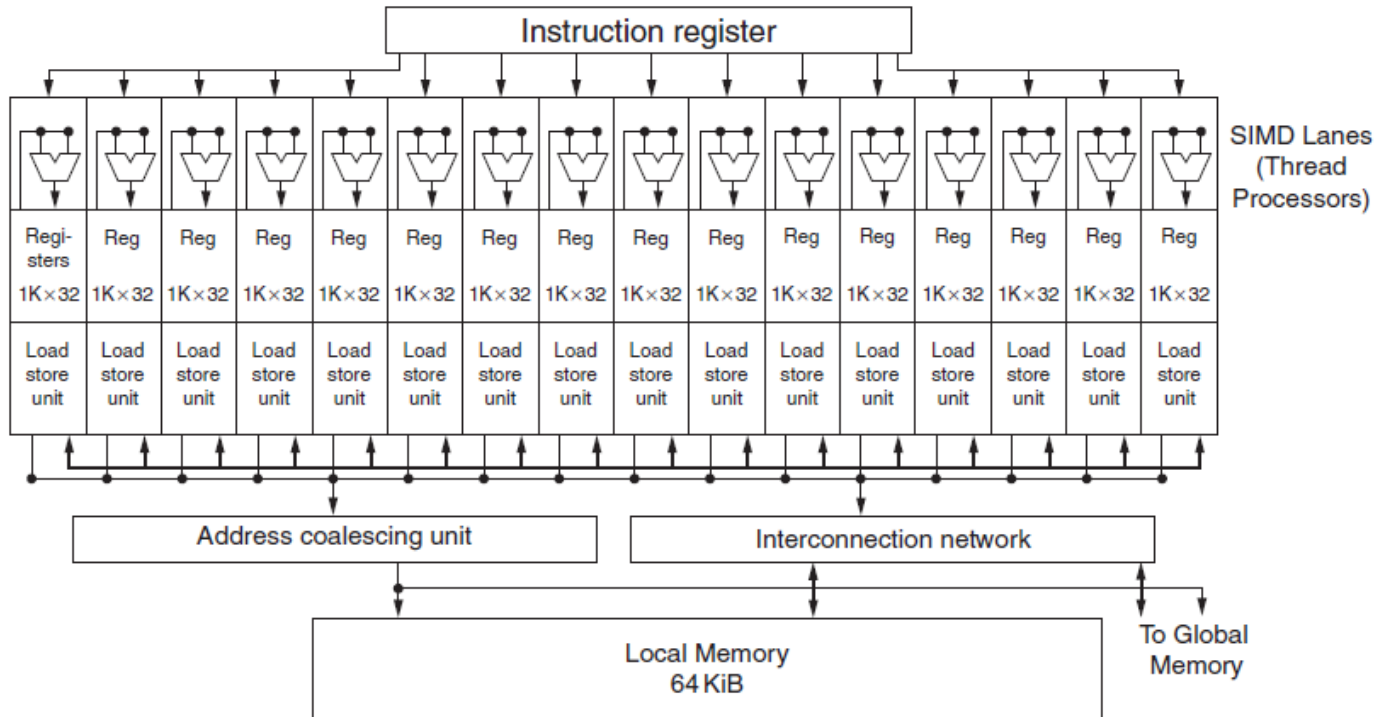 Instruction register
SIMD Lanes
(Thread
Processors)
Regi- Reg Reg Reg Reg Reg Reg Reg Reg Reg Reg Reg Reg Reg Reg Reg
sters
1K×32 1K×32 1K×32 1K×32 1K×32 1K×32 1K×32 1K×32 1K×32 1K×32 1K×32 1K×32 1K×32 1K×32 1K×32 1K×32
Load Load Load Load Load Load Load Load Load Load Load Load Load Load Load Load
store store store store store store store store store store store store store store store store
unit unit unit unit unit unit unit unit unit unit unit unit unit unit unit unit
Address coalescing unit
Interconnection network
Local Memory
64 KiB
To Global
Memory